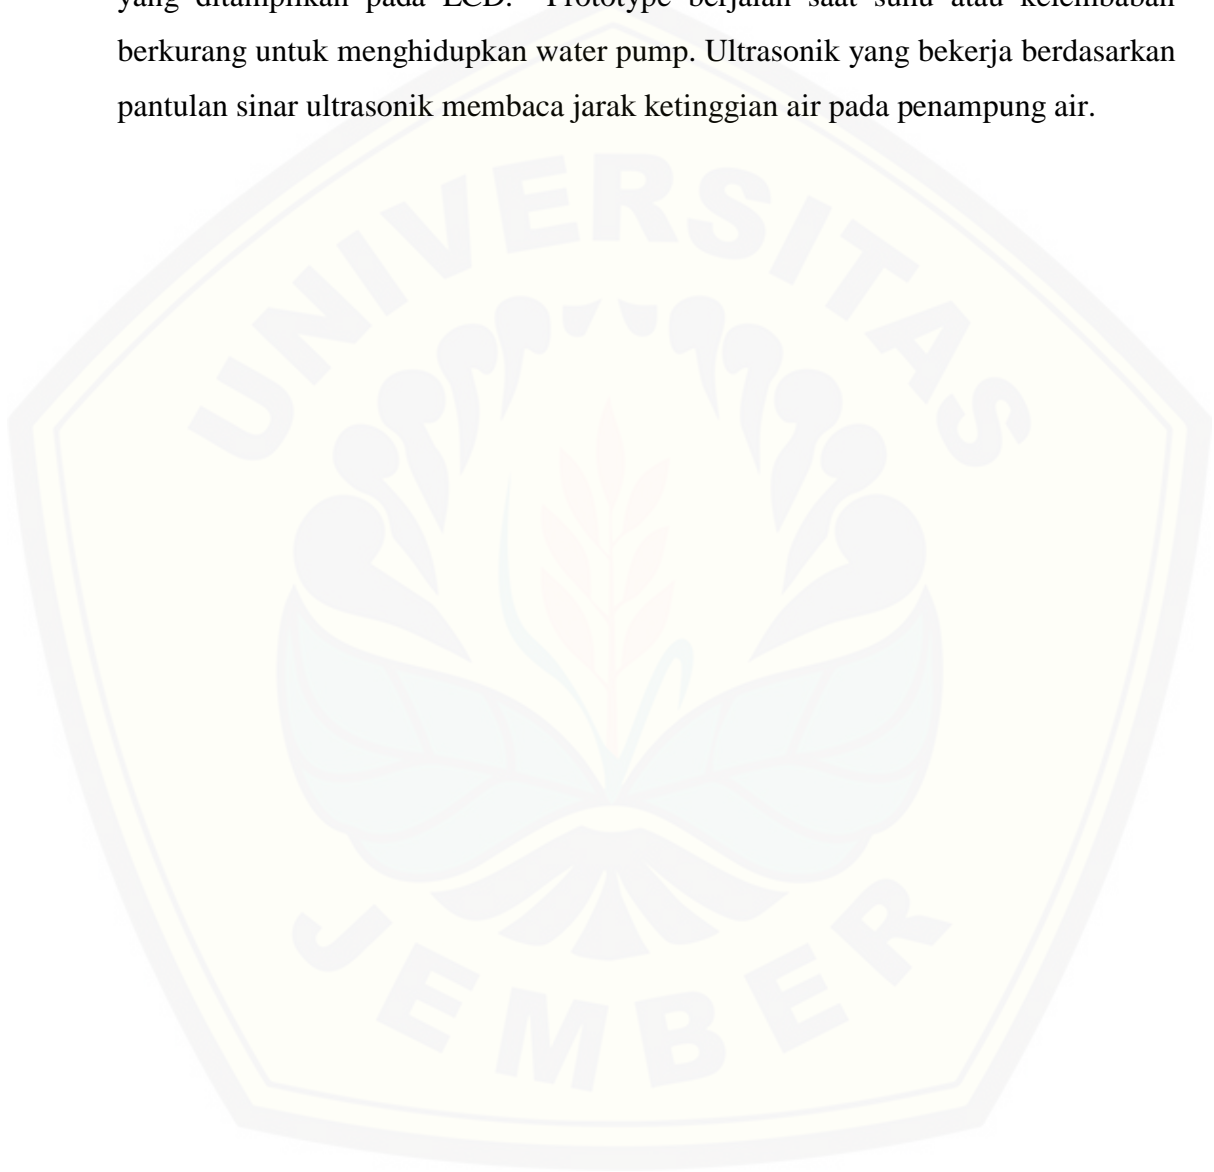 yang ditampilkan pada LCD. Prototype berjalan saat suhu atau kelembaban
berkurang untuk menghidupkan water pump. Ultrasonik yang bekerja berdasarkan
pantulan sinar ultrasonik membaca jarak ketinggian air pada penampung air.
UNIVERSITAS
JEMBER